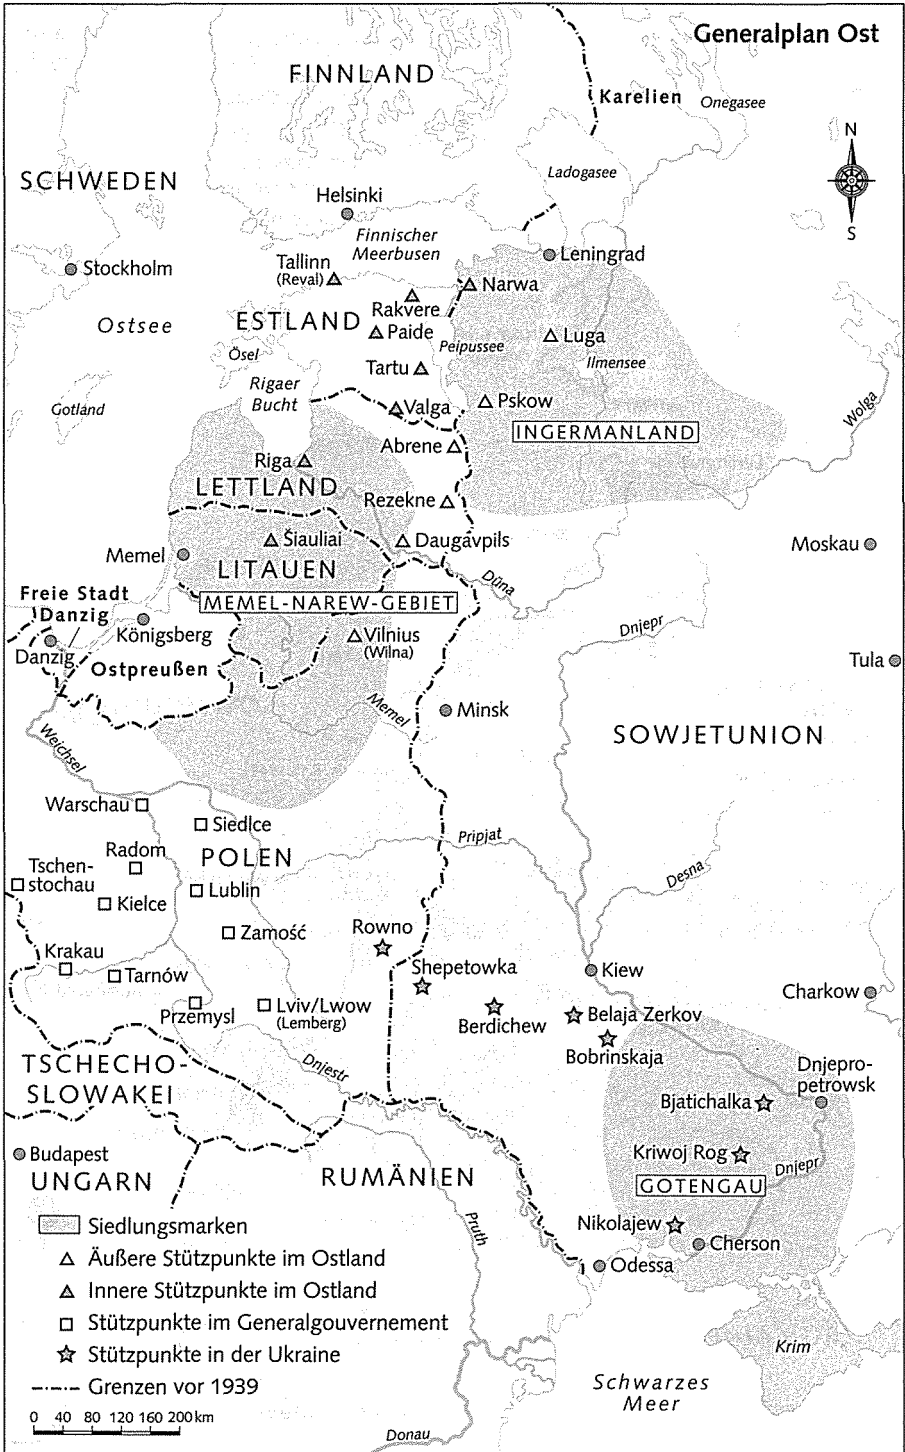 Generalplan Ost
FINNLAND
Karelien
Onegasee
N
Ladogasee
SCHWEDEN
S
Helsinki
Finnischer
Meerbusen
Leningrad
Stockholm
Tallinn
(Reval)
Narwa
Rakvere
Ostsee
ESTLAND
Paide
Luga
Peipussee
Ösel
Ilmensee
Tartu
Rigaer
Bucht
Gotland
Valga
Pskow
Wolga
INGERMANLAND
Abrene
Riga
LETTLAND
Rezekne
Šiauliai
Daugavpils
Moskau
Memel
LITAUEN
Düna
Freie Stadt
Danzig
MEMEL-NAREW-GEBIET
Königsberg
Dnjepr
Danzig
Vilnius
(Wilna)
Ostpreußen
Tula
Memel
Minsk
SOWJETUNION
Weichsel
Warschau
Siedlce
Pripjat
Radom
POLEN
Tschen-
stochau
Desna
Lublin
Kielce
Zamość
Rowno
Krakau
Shepetowka
Kiew
Tarnów
Charkow
Przemysl
Lviv/Lwow
(Lemberg)
Berdichew
Belaja Zerkov
Bobrinskaja
TSCHECHO-
SLOWAKEI
Dnjestr
Dnjepro-
petrowsk
Bjatichalka
Budapest
Kriwoj Rog
Dnjepr
UNGARN
RUMÄNIEN
GOTENGAU
Pruth
Nikolajew
Cherson
Odessa
Siedlungsmarken
Äußere Stützpunkte im Ostland
Innere Stützpunkte im Ostland
Stützpunkte im Generalgouvernement
Stützpunkte in der Ukraine
Grenzen vor 1939
0 40 80 120 160 200 km
Krim
Schwarzes
Meer
Donau